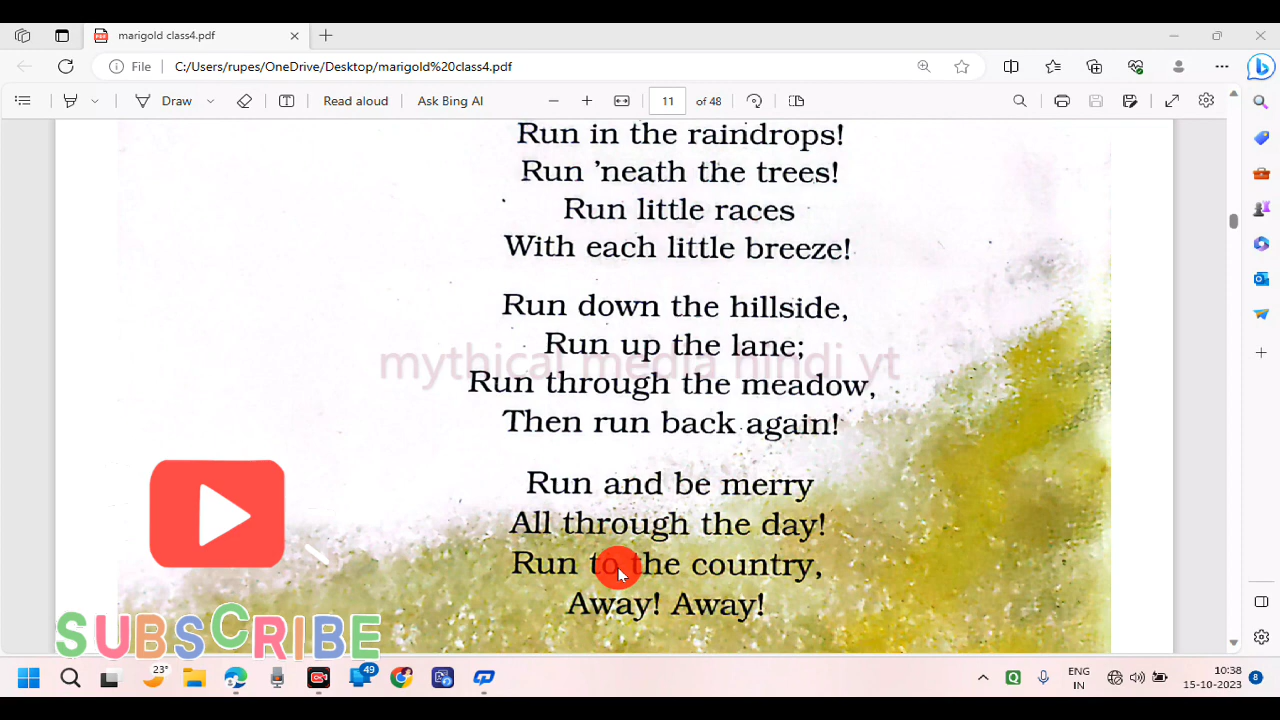 marigold class4.pdf
File
C:/Users/rupes/OneDrive/Desktop/marigold%20class4.pdf
Draw
Read aloud
Ask Bing AI
11
of 48
Run in the raindrops!
Run ’neath the trees!
Run little races
With each little breeze!
Run down the hillside,
Run up the lane;
mythical media hindi yt
Run through the meadow,
Then run back again!
Run and be merry
All through the day!
Run to the country,
Away! Away!
SUBSCRIBE
23°
49
ENG
IN
10:38
15-10-2023
8